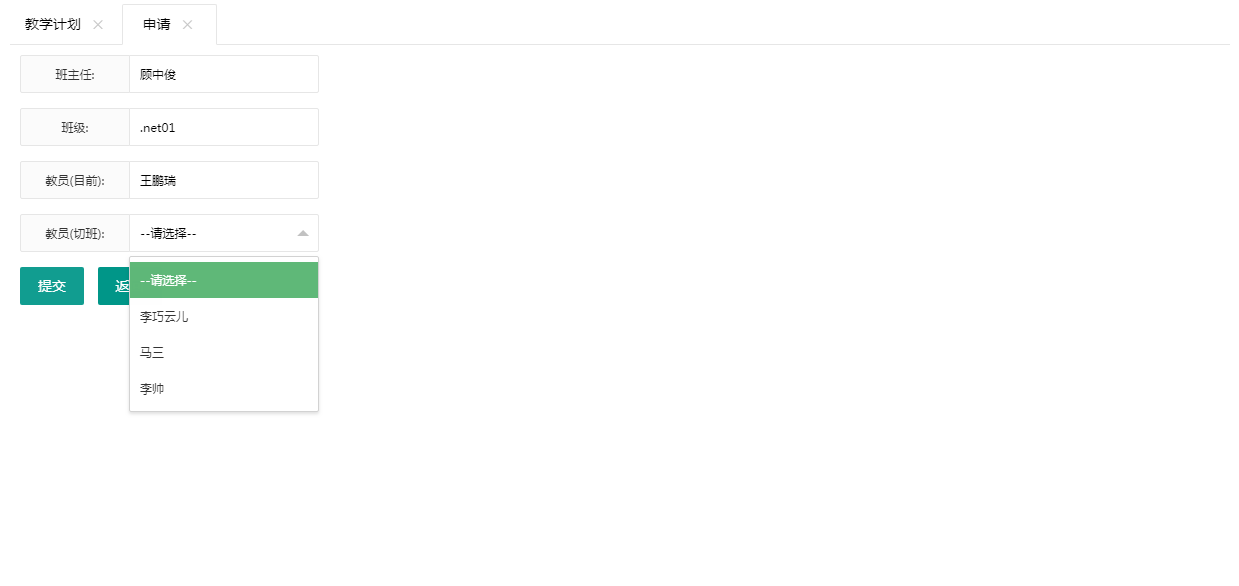 教学计划
申请
班主任: 顾中俊
班级: .net01
教员(目前): 王鹏瑞
教员(切班): --请选择--
提交 返
--请选择--
李巧云儿
马三
李帅